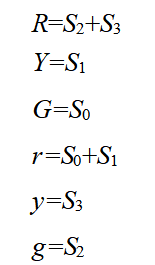 R=S₂+S₃
Y=S₁
G=S₀
r=S₀+S₁
y=S₃
g=S₂